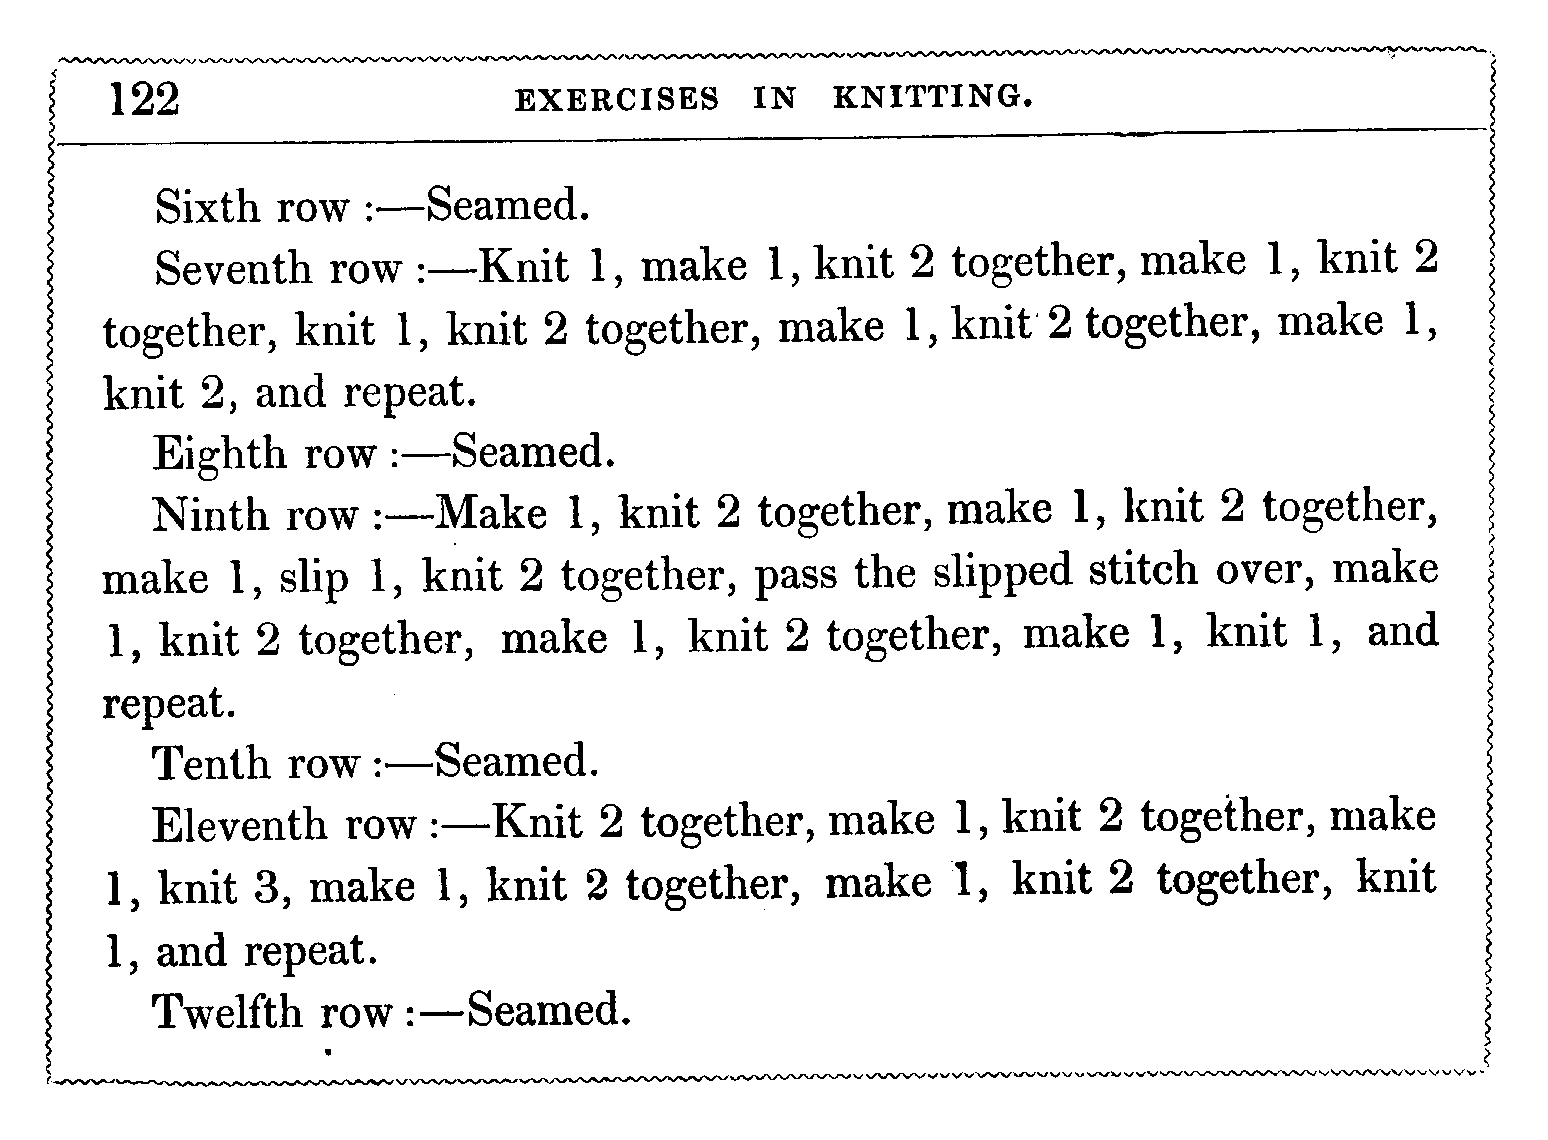 122 EXERCISES IN KNITTING.
Sixth row :—Seamed.
Seventh row :—Knit 1, make 1, knit 2 together, make 1, knit 2
together, knit 1, knit 2 together, make 1, knit 2 together, make 1,
knit 2, and repeat.
Eighth row :—Seamed.
Ninth row :—Make 1, knit 2 together, make 1, knit 2 together,
make 1, slip 1, knit 2 together, pass the slipped stitch over, make
1, knit 2 together, make 1, knit 2 together, make 1, knit 1, and
repeat.
Tenth row :—Seamed.
Eleventh row :—Knit 2 together, make 1, knit 2 together, make
1, knit 3, make 1, knit 2 together, make 1, knit 2 together, knit
1, and repeat.
Twelfth row :—Seamed.